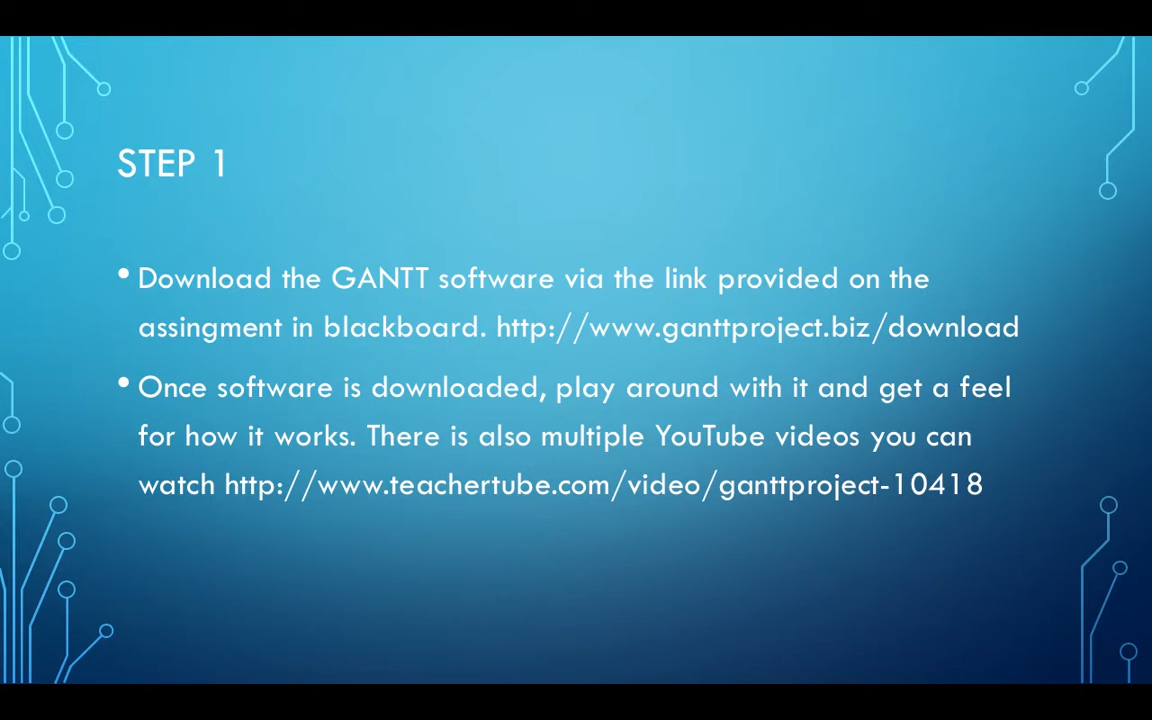 STEP 1
• Download the GANTT software via the link provided on the
assingment in blackboard. http://www.ganttproject.biz/download
• Once software is downloaded, play around with it and get a feel
for how it works. There is also multiple YouTube videos you can
watch http://www.teachertube.com/video/ganttproject-10418